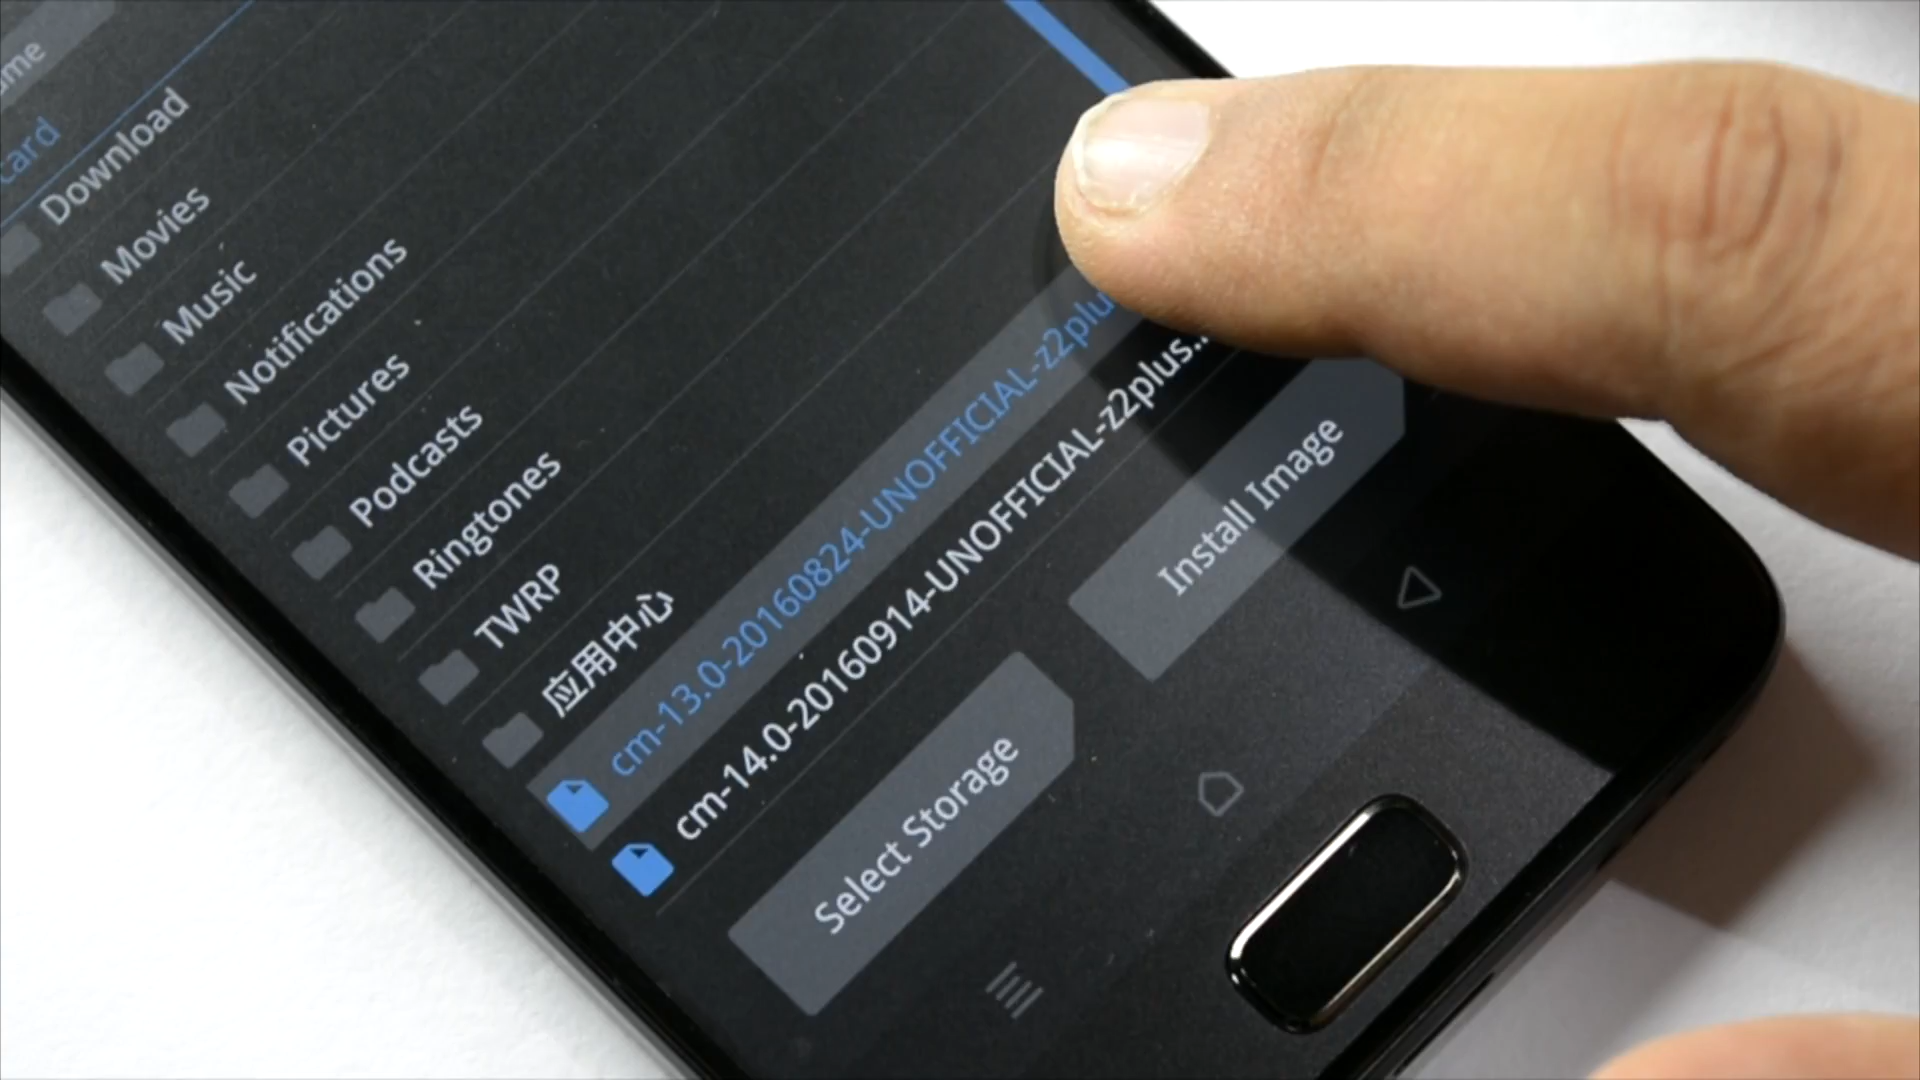 Download
Movies
Music
Notifications
Pictures
Podcasts
Ringtones
TWRP
应用中心
cm-13.0-20160824-UNOFFICIAL-z2plu
cm-14.0-20160914-UNOFFICIAL-z2plus..
Select Storage
Install Image